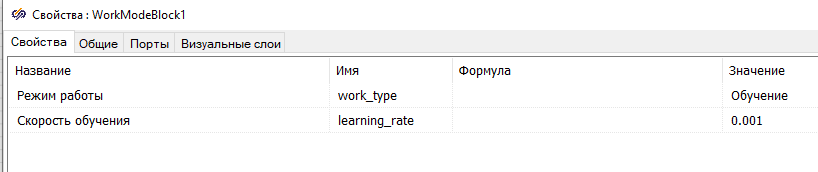 Свойства : WorkModeBlock1
Свойства Общие Порты Визуальные слои
Название Имя Формула Значение
Режим работы work_type Обучение
Скорость обучения learning_rate 0.001